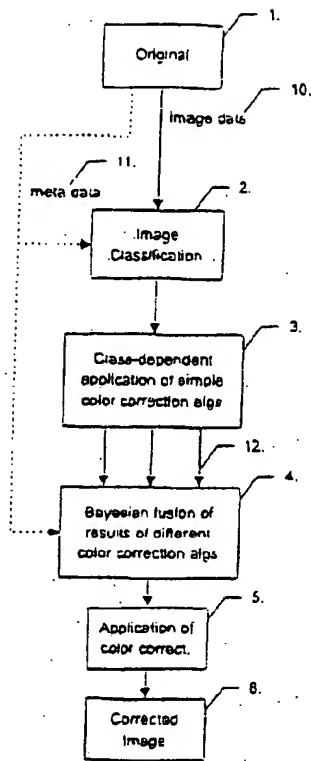 1.
Original
10.
image data
11.
meta data
2.
Image
Classification
3.
Class-dependent
application of simple
color correction algs
12.
4.
Bayesian fusion of
results of different
color correction algs
5.
Application of
color correct.
6.
Corrected
Image